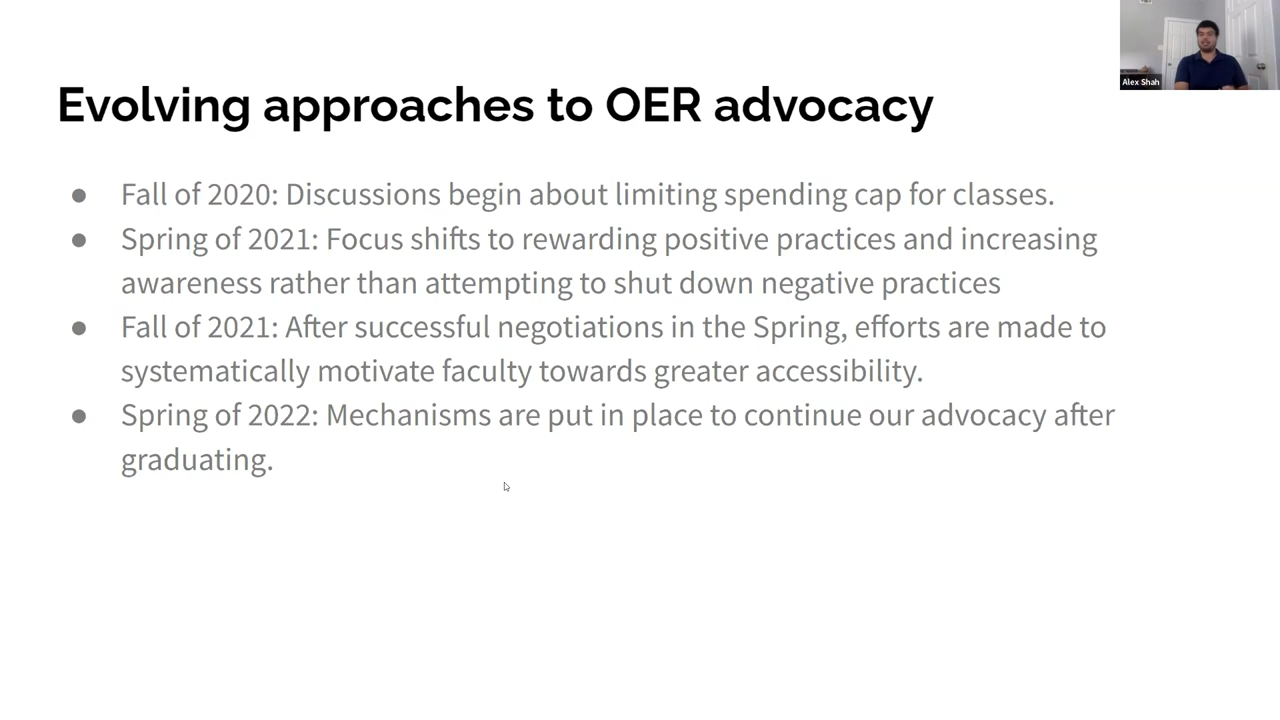 Alex Shah
Evolving approaches to OER advocacy
● Fall of 2020: Discussions begin about limiting spending cap for classes.
● Spring of 2021: Focus shifts to rewarding positive practices and increasing
awareness rather than attempting to shut down negative practices
● Fall of 2021: After successful negotiations in the Spring, efforts are made to
systematically motivate faculty towards greater accessibility.
● Spring of 2022: Mechanisms are put in place to continue our advocacy after
graduating.